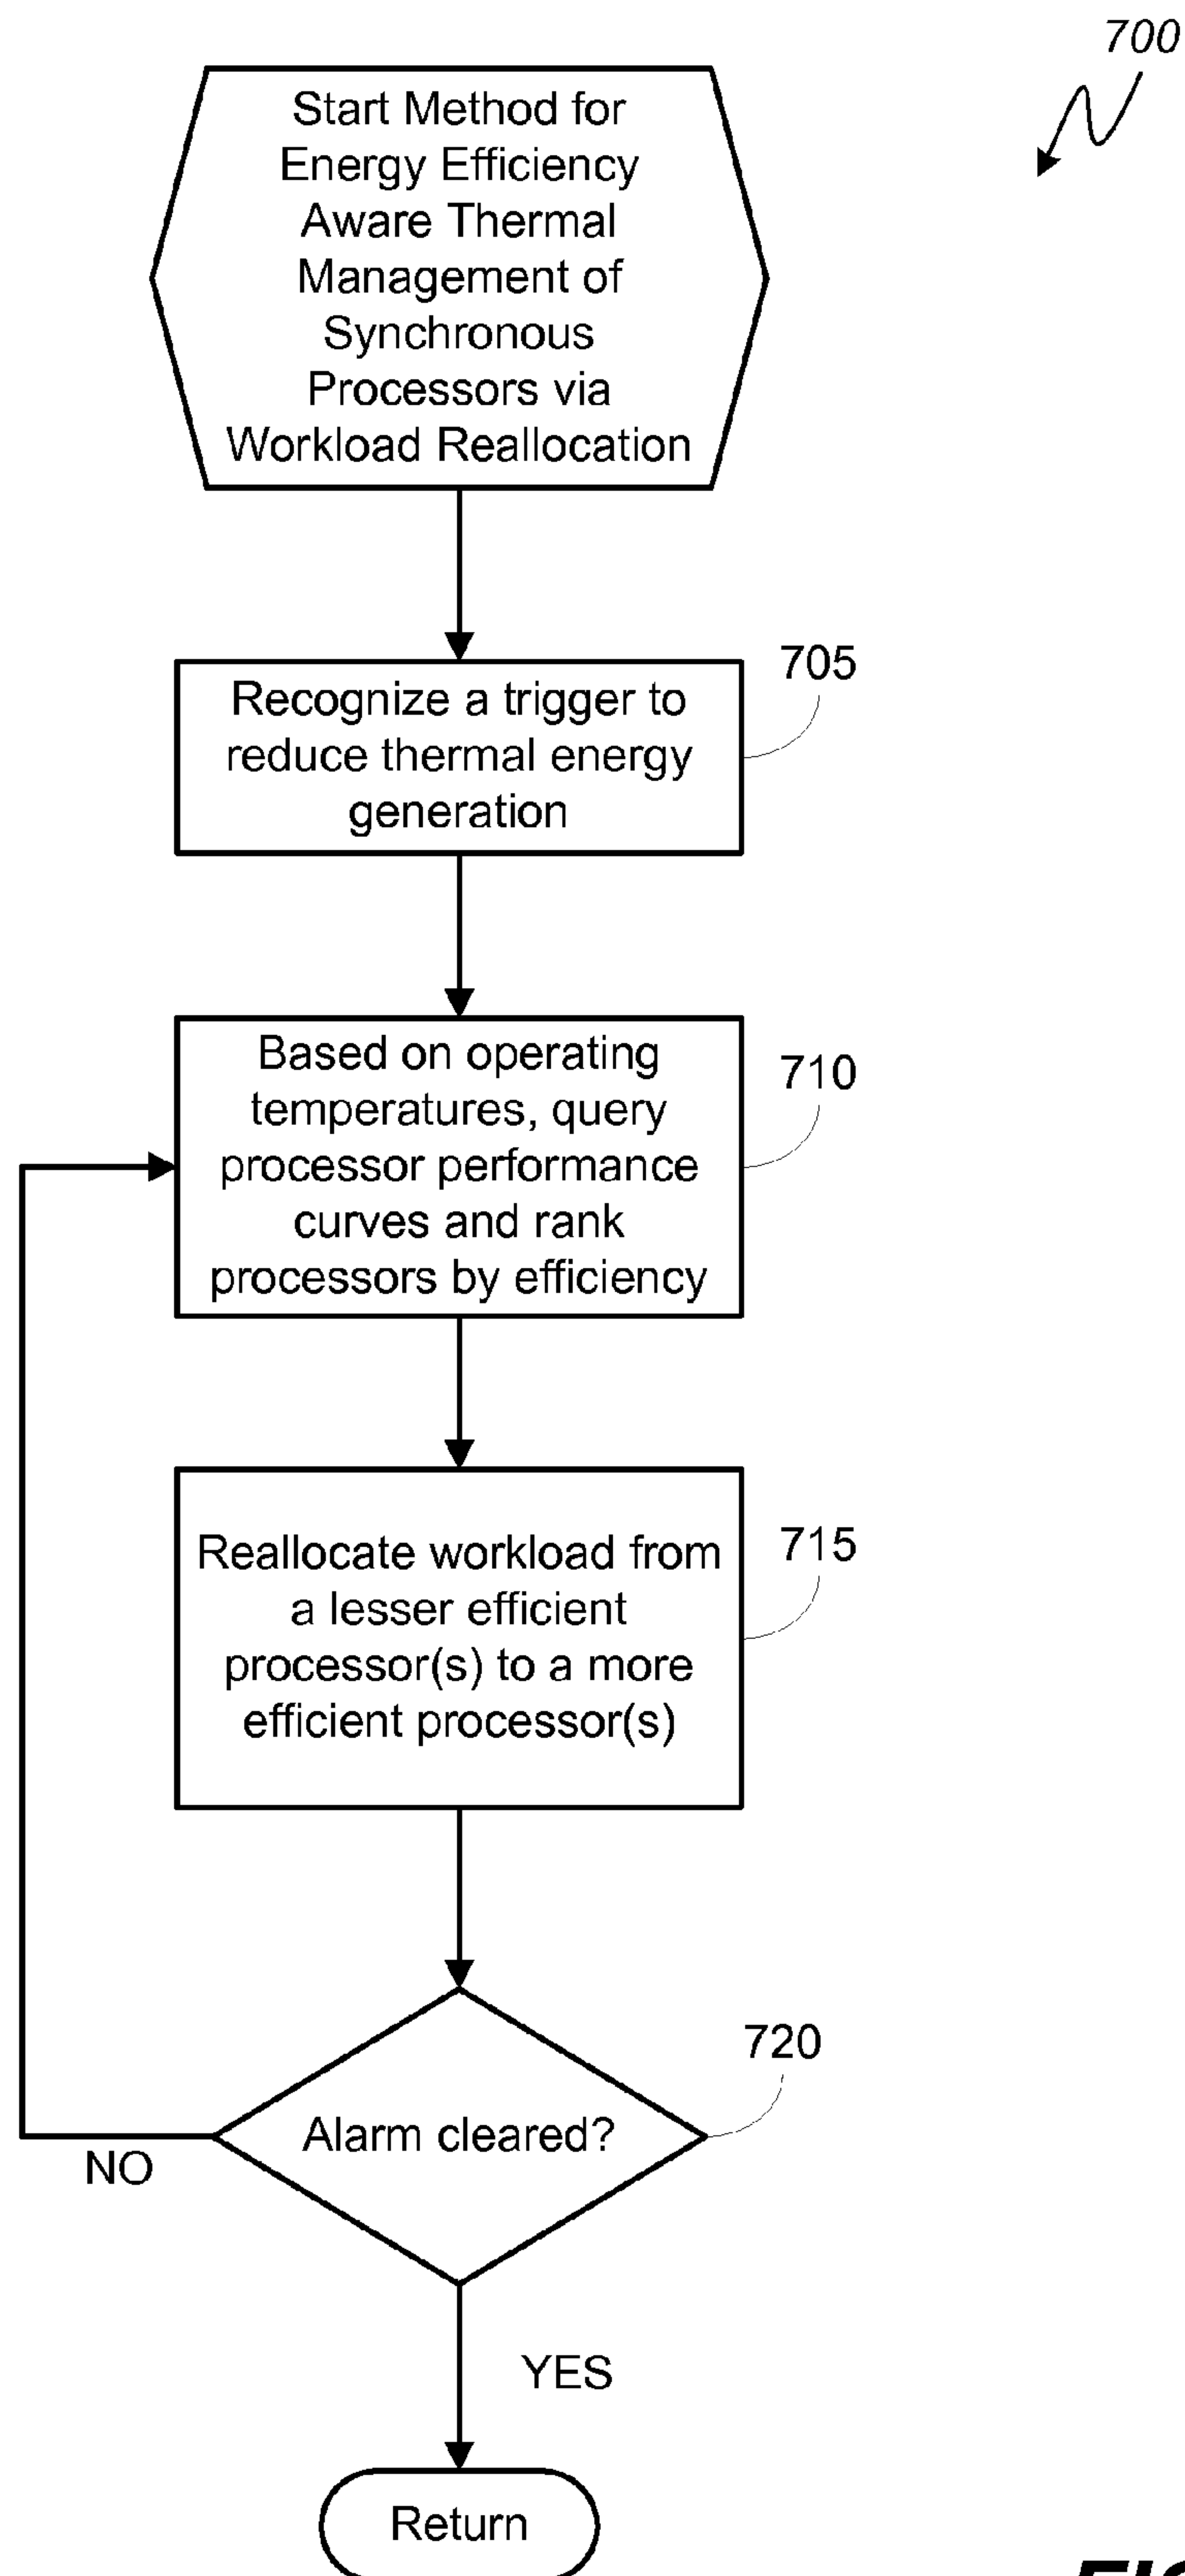 700
Start Method for
Energy Efficiency
Aware Thermal
Management of
Synchronous
Processors via
Workload Reallocation
705
Recognize a trigger to
reduce thermal energy
generation
710
Based on operating
temperatures, query
processor performance
curves and rank
processors by efficiency
715
Reallocate workload from
a lesser efficient
processor(s) to a more
efficient processor(s)
720
Alarm cleared?
NO
YES
Return